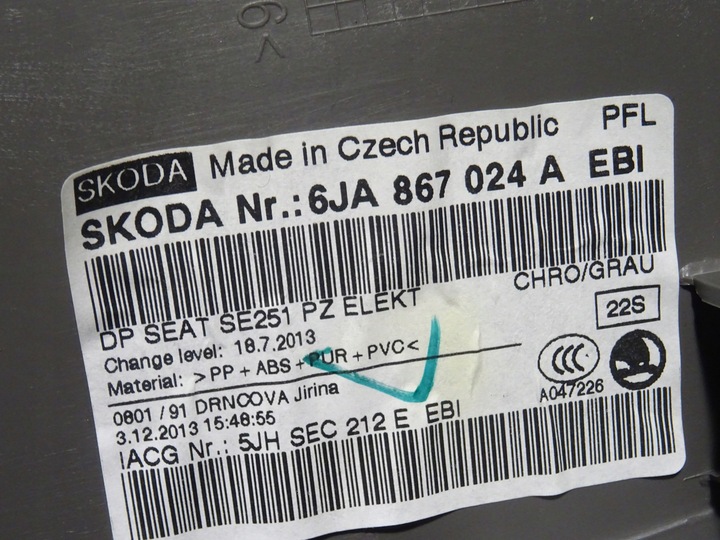 SKODA Made in Czech Republic PFL
SKODA Nr.: 6JA 867 024 A EBI
DP SEAT SE251 PZ ELEKT CHRO/GRAU
Change level: 18.7.2013 22S
Material: >PP + ABS + PUR + PVC<
0601 / 91 DRNCOVA Jirina A047226
3.12.2013 15:48:55
IACG Nr.: 5JH SEC 212 E EBI